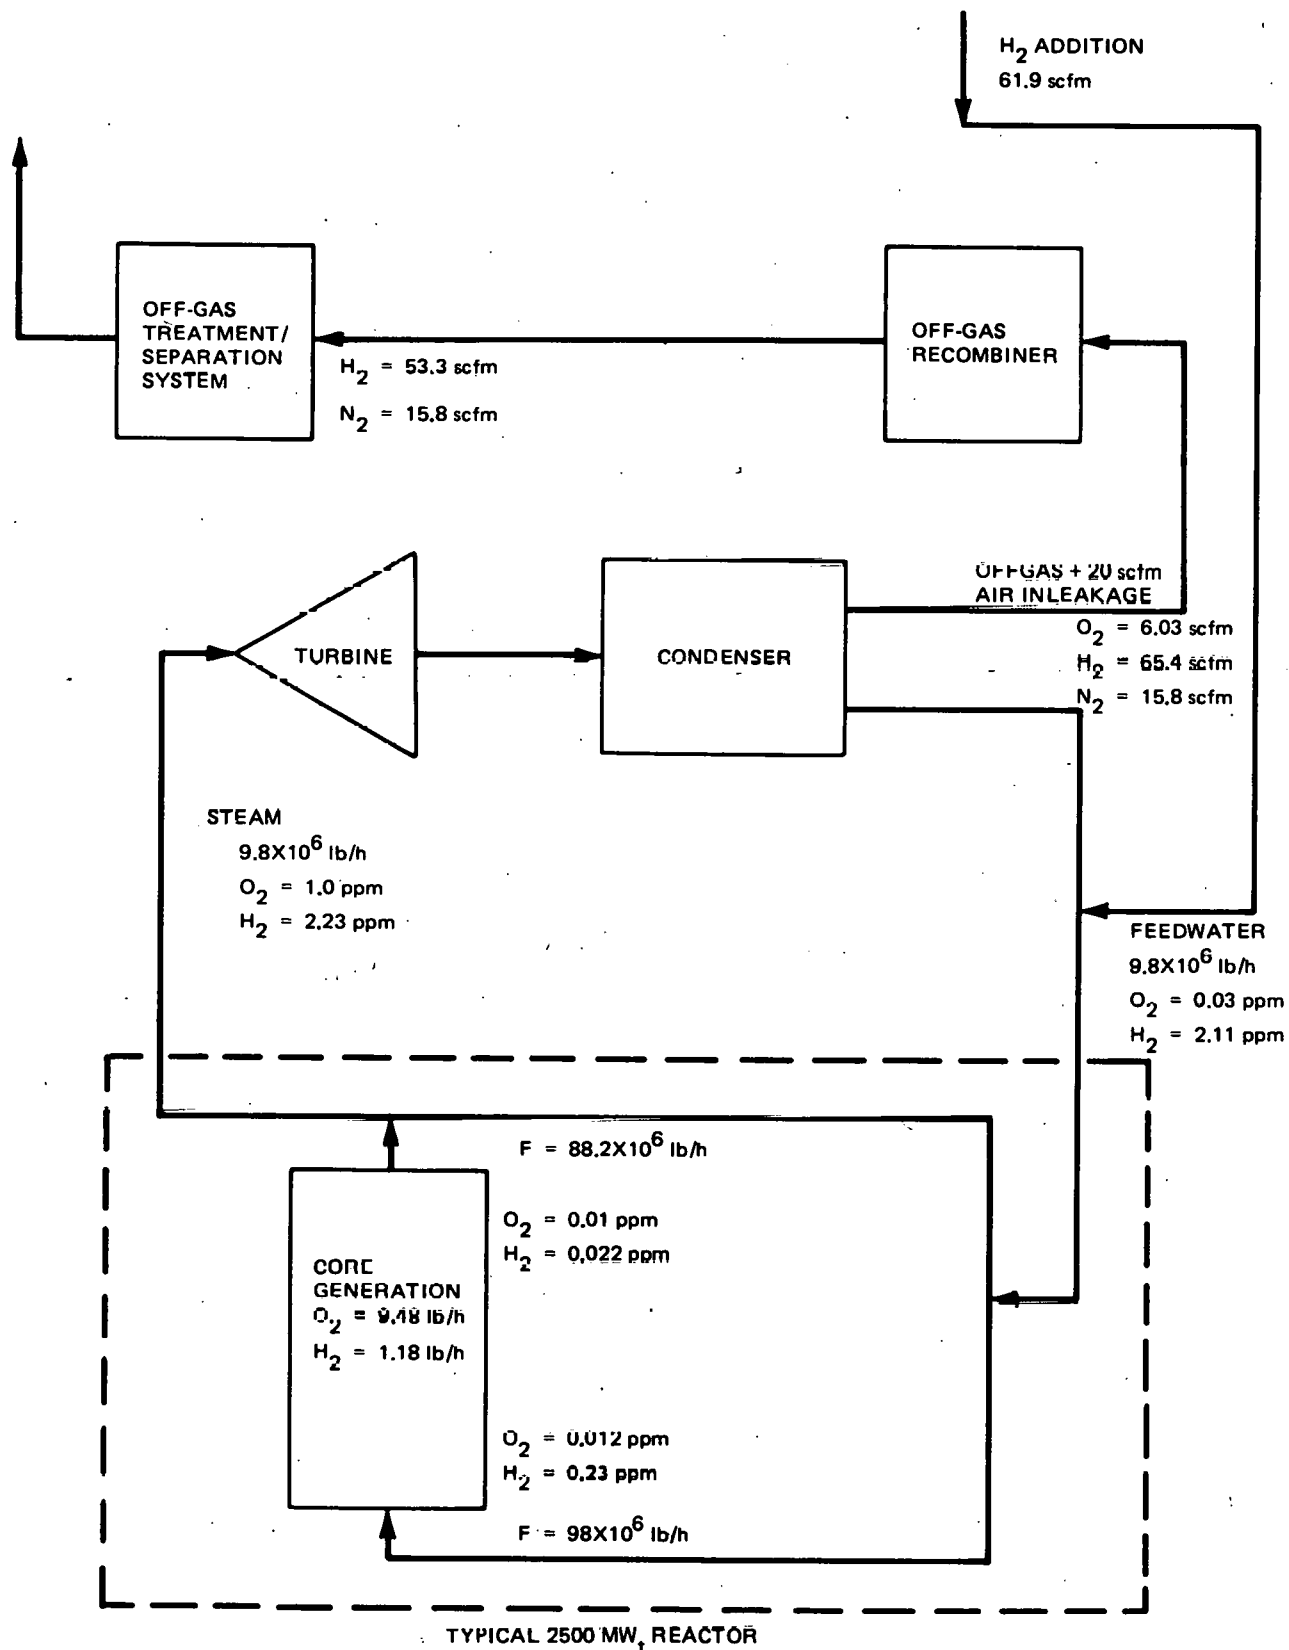 H2 ADDITION
61.9 scfm
OFF-GAS
TREATMENT/
SEPARATION
SYSTEM
H2 = 53.3 scfm
N2 = 15.8 scfm
OFF-GAS
RECOMBINER
TURBINE
CONDENSER
OFFGAS + 20 scfm
AIR INLEAKAGE
O2 = 6.03 scfm
H2 = 65.4 scfm
N2 = 15.8 scfm
STEAM
9.8X10^6 lb/h
O2 = 1.0 ppm
H2 = 2.23 ppm
FEEDWATER
9.8X10^6 lb/h
O2 = 0.03 ppm
H2 = 2.11 ppm
F = 88.2X10^6 lb/h
O2 = 0.01 ppm
H2 = 0.022 ppm
CORE
GENERATION
O2 = 9.48 lb/h
H2 = 1.18 lb/h
O2 = 0.012 ppm
H2 = 0.23 ppm
F = 98X10^6 lb/h
TYPICAL 2500 MWt REACTOR